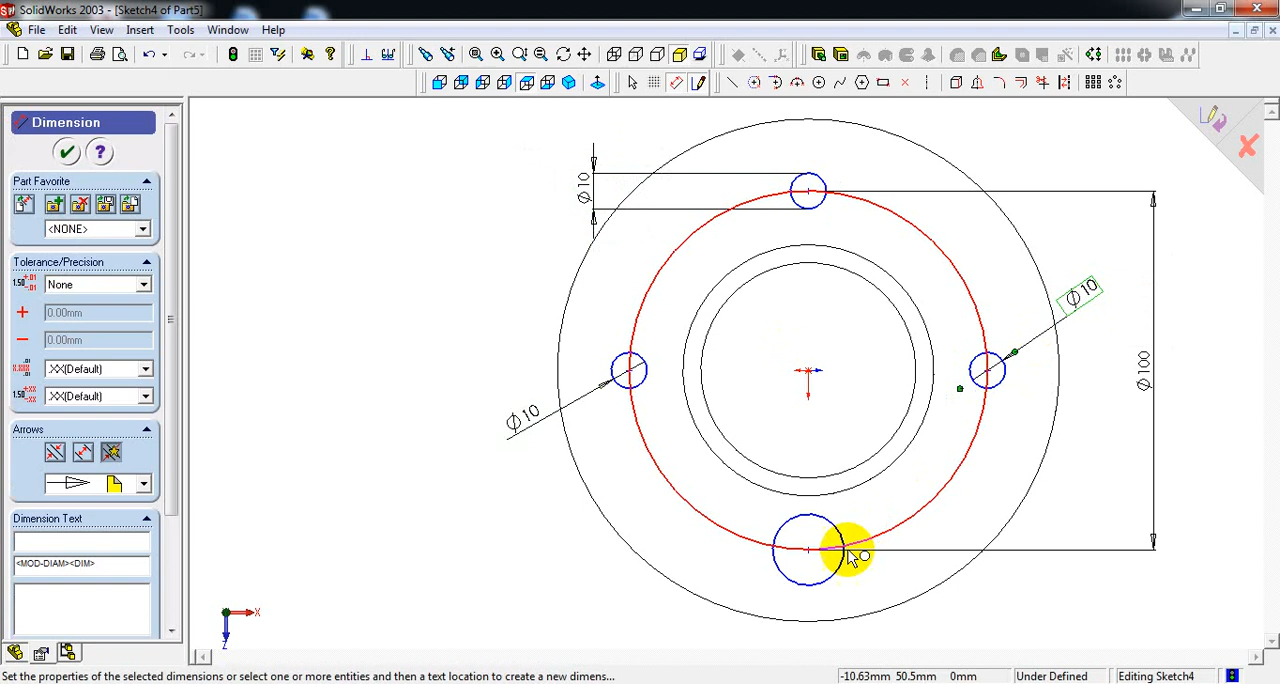 SolidWorks 2003 - [Sketch4 of Part5]
File Edit View Insert Tools Window Help
Dimension
Part Favorite
<NONE>
Tolerance/Precision
None
0.00mm
0.00mm
.XX(Default)
.XX(Default)
Arrows
Dimension Text
<MOD-DIAM><DIM>
Ø10
Ø10
Ø100
Ø10
X
Z
Set the properties of the selected dimensions or select one or more entities and then a text location to create a new dimens...
-10.63mm 50.5mm 0mm
Under Defined
Editing Sketch4